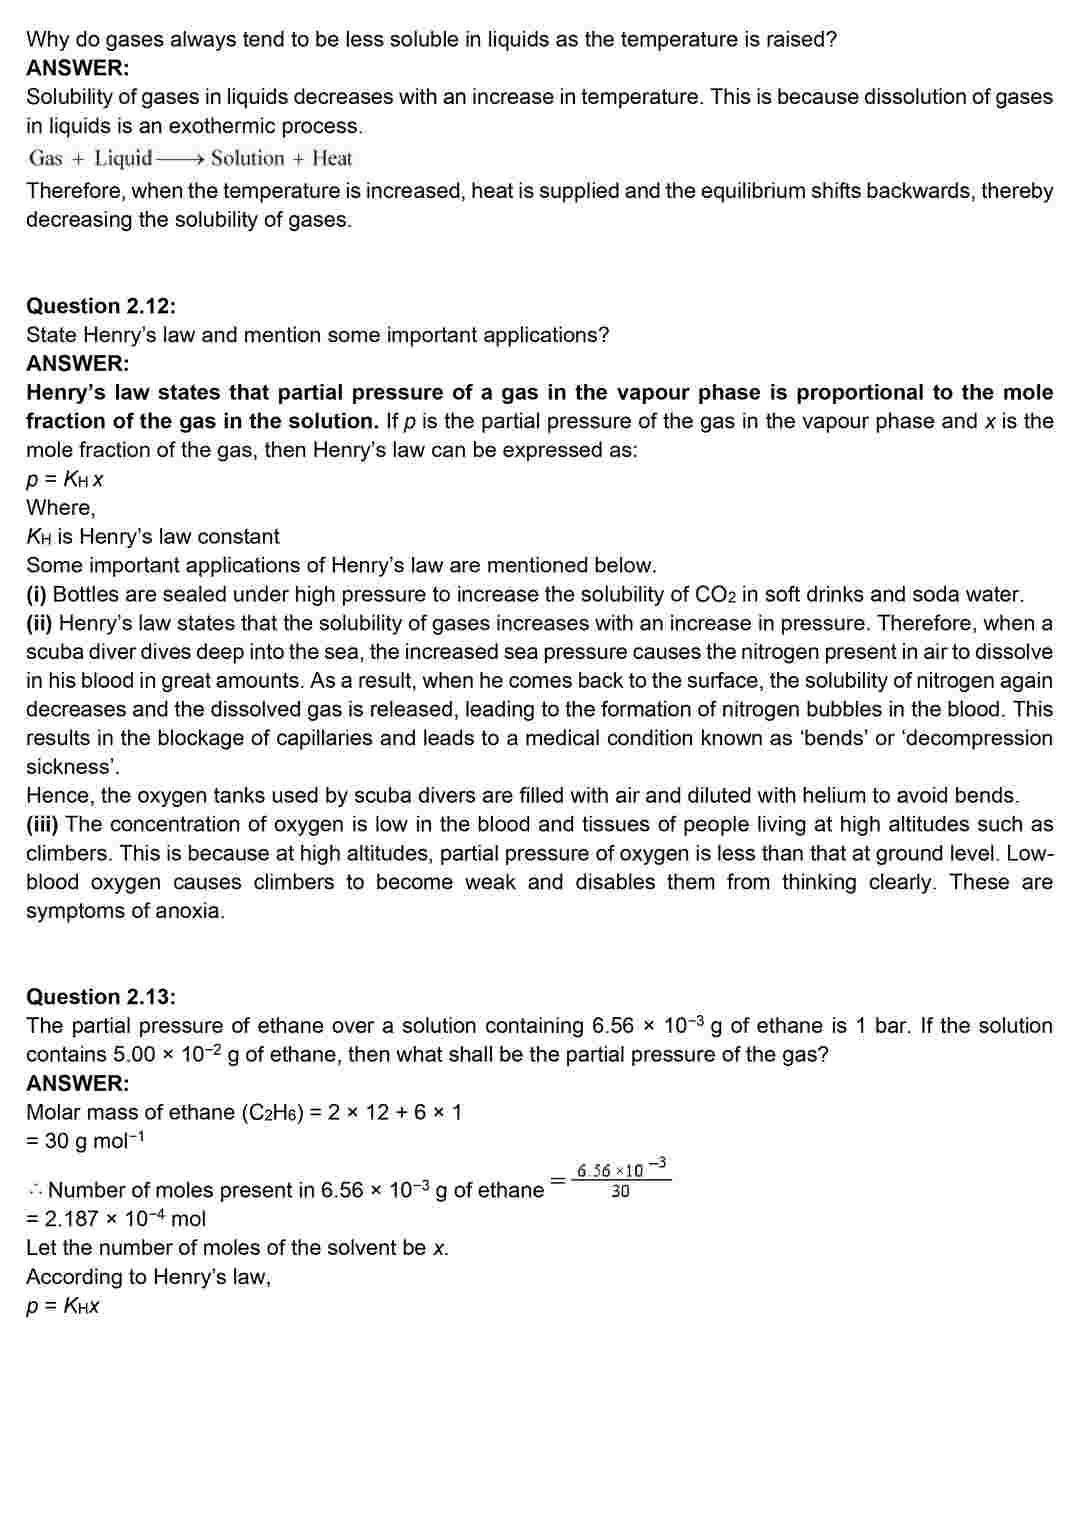 Why do gases always tend to be less soluble in liquids as the temperature is raised?
ANSWER:
Solubility of gases in liquids decreases with an increase in temperature. This is because dissolution of gases
in liquids is an exothermic process.
Gas + Liquid ⟶ Solution + Heat
Therefore, when the temperature is increased, heat is supplied and the equilibrium shifts backwards, thereby
decreasing the solubility of gases.
Question 2.12:
State Henry's law and mention some important applications?
ANSWER:
Henry's law states that partial pressure of a gas in the vapour phase is proportional to the mole
fraction of the gas in the solution. If p is the partial pressure of the gas in the vapour phase and x is the
mole fraction of the gas, then Henry's law can be expressed as:
p = KH x
Where,
KH is Henry's law constant
Some important applications of Henry's law are mentioned below.
(i) Bottles are sealed under high pressure to increase the solubility of CO2 in soft drinks and soda water.
(ii) Henry's law states that the solubility of gases increases with an increase in pressure. Therefore, when a
scuba diver dives deep into the sea, the increased sea pressure causes the nitrogen present in air to dissolve
in his blood in great amounts. As a result, when he comes back to the surface, the solubility of nitrogen again
decreases and the dissolved gas is released, leading to the formation of nitrogen bubbles in the blood. This
results in the blockage of capillaries and leads to a medical condition known as 'bends' or 'decompression
sickness'.
Hence, the oxygen tanks used by scuba divers are filled with air and diluted with helium to avoid bends.
(iii) The concentration of oxygen is low in the blood and tissues of people living at high altitudes such as
climbers. This is because at high altitudes, partial pressure of oxygen is less than that at ground level. Low-
blood oxygen causes climbers to become weak and disables them from thinking clearly. These are
symptoms of anoxia.
Question 2.13:
The partial pressure of ethane over a solution containing 6.56 × 10⁻³ g of ethane is 1 bar. If the solution
contains 5.00 × 10⁻² g of ethane, then what shall be the partial pressure of the gas?
ANSWER:
Molar mass of ethane (C2H6) = 2 × 12 + 6 × 1
= 30 g mol⁻¹
∴ Number of moles present in 6.56 × 10⁻³ g of ethane = 6.56 ×10⁻³ / 30
= 2.187 × 10⁻⁴ mol
Let the number of moles of the solvent be x.
According to Henry's law,
p = KHx